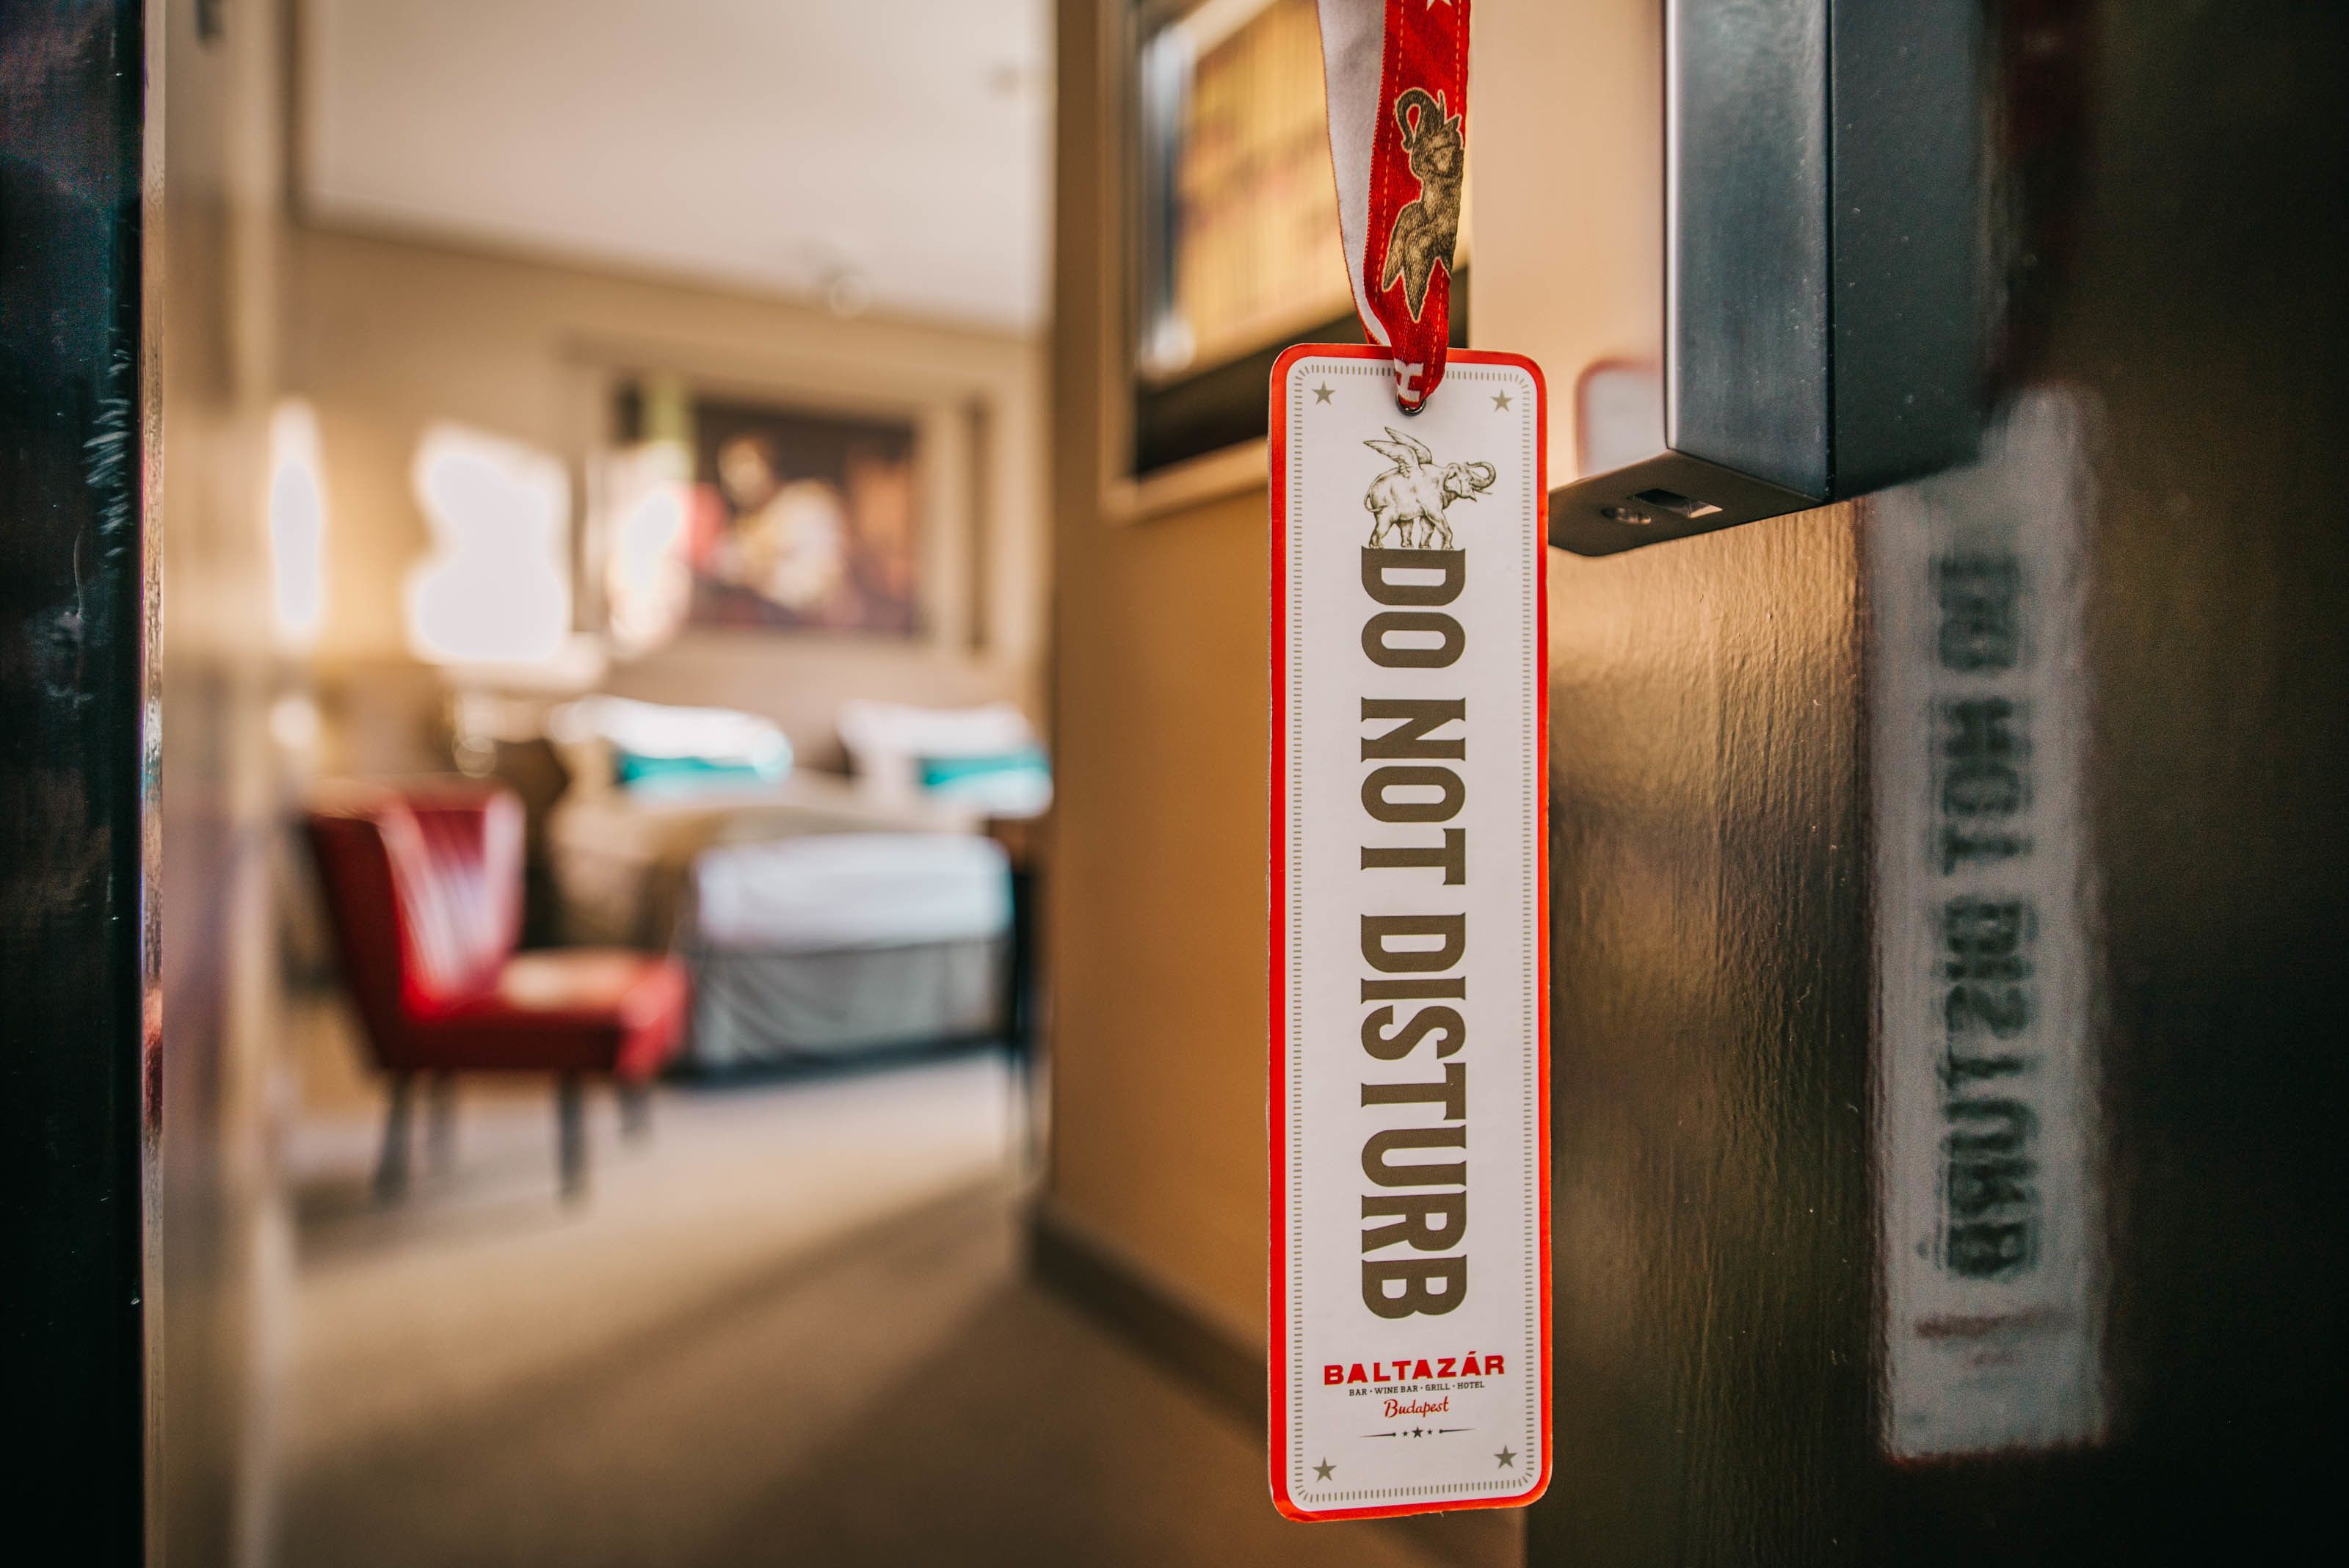 DO NOT DISTURB
BALTAZÁR
BAR · WINE BAR · GRILL · HOTEL
Budapest